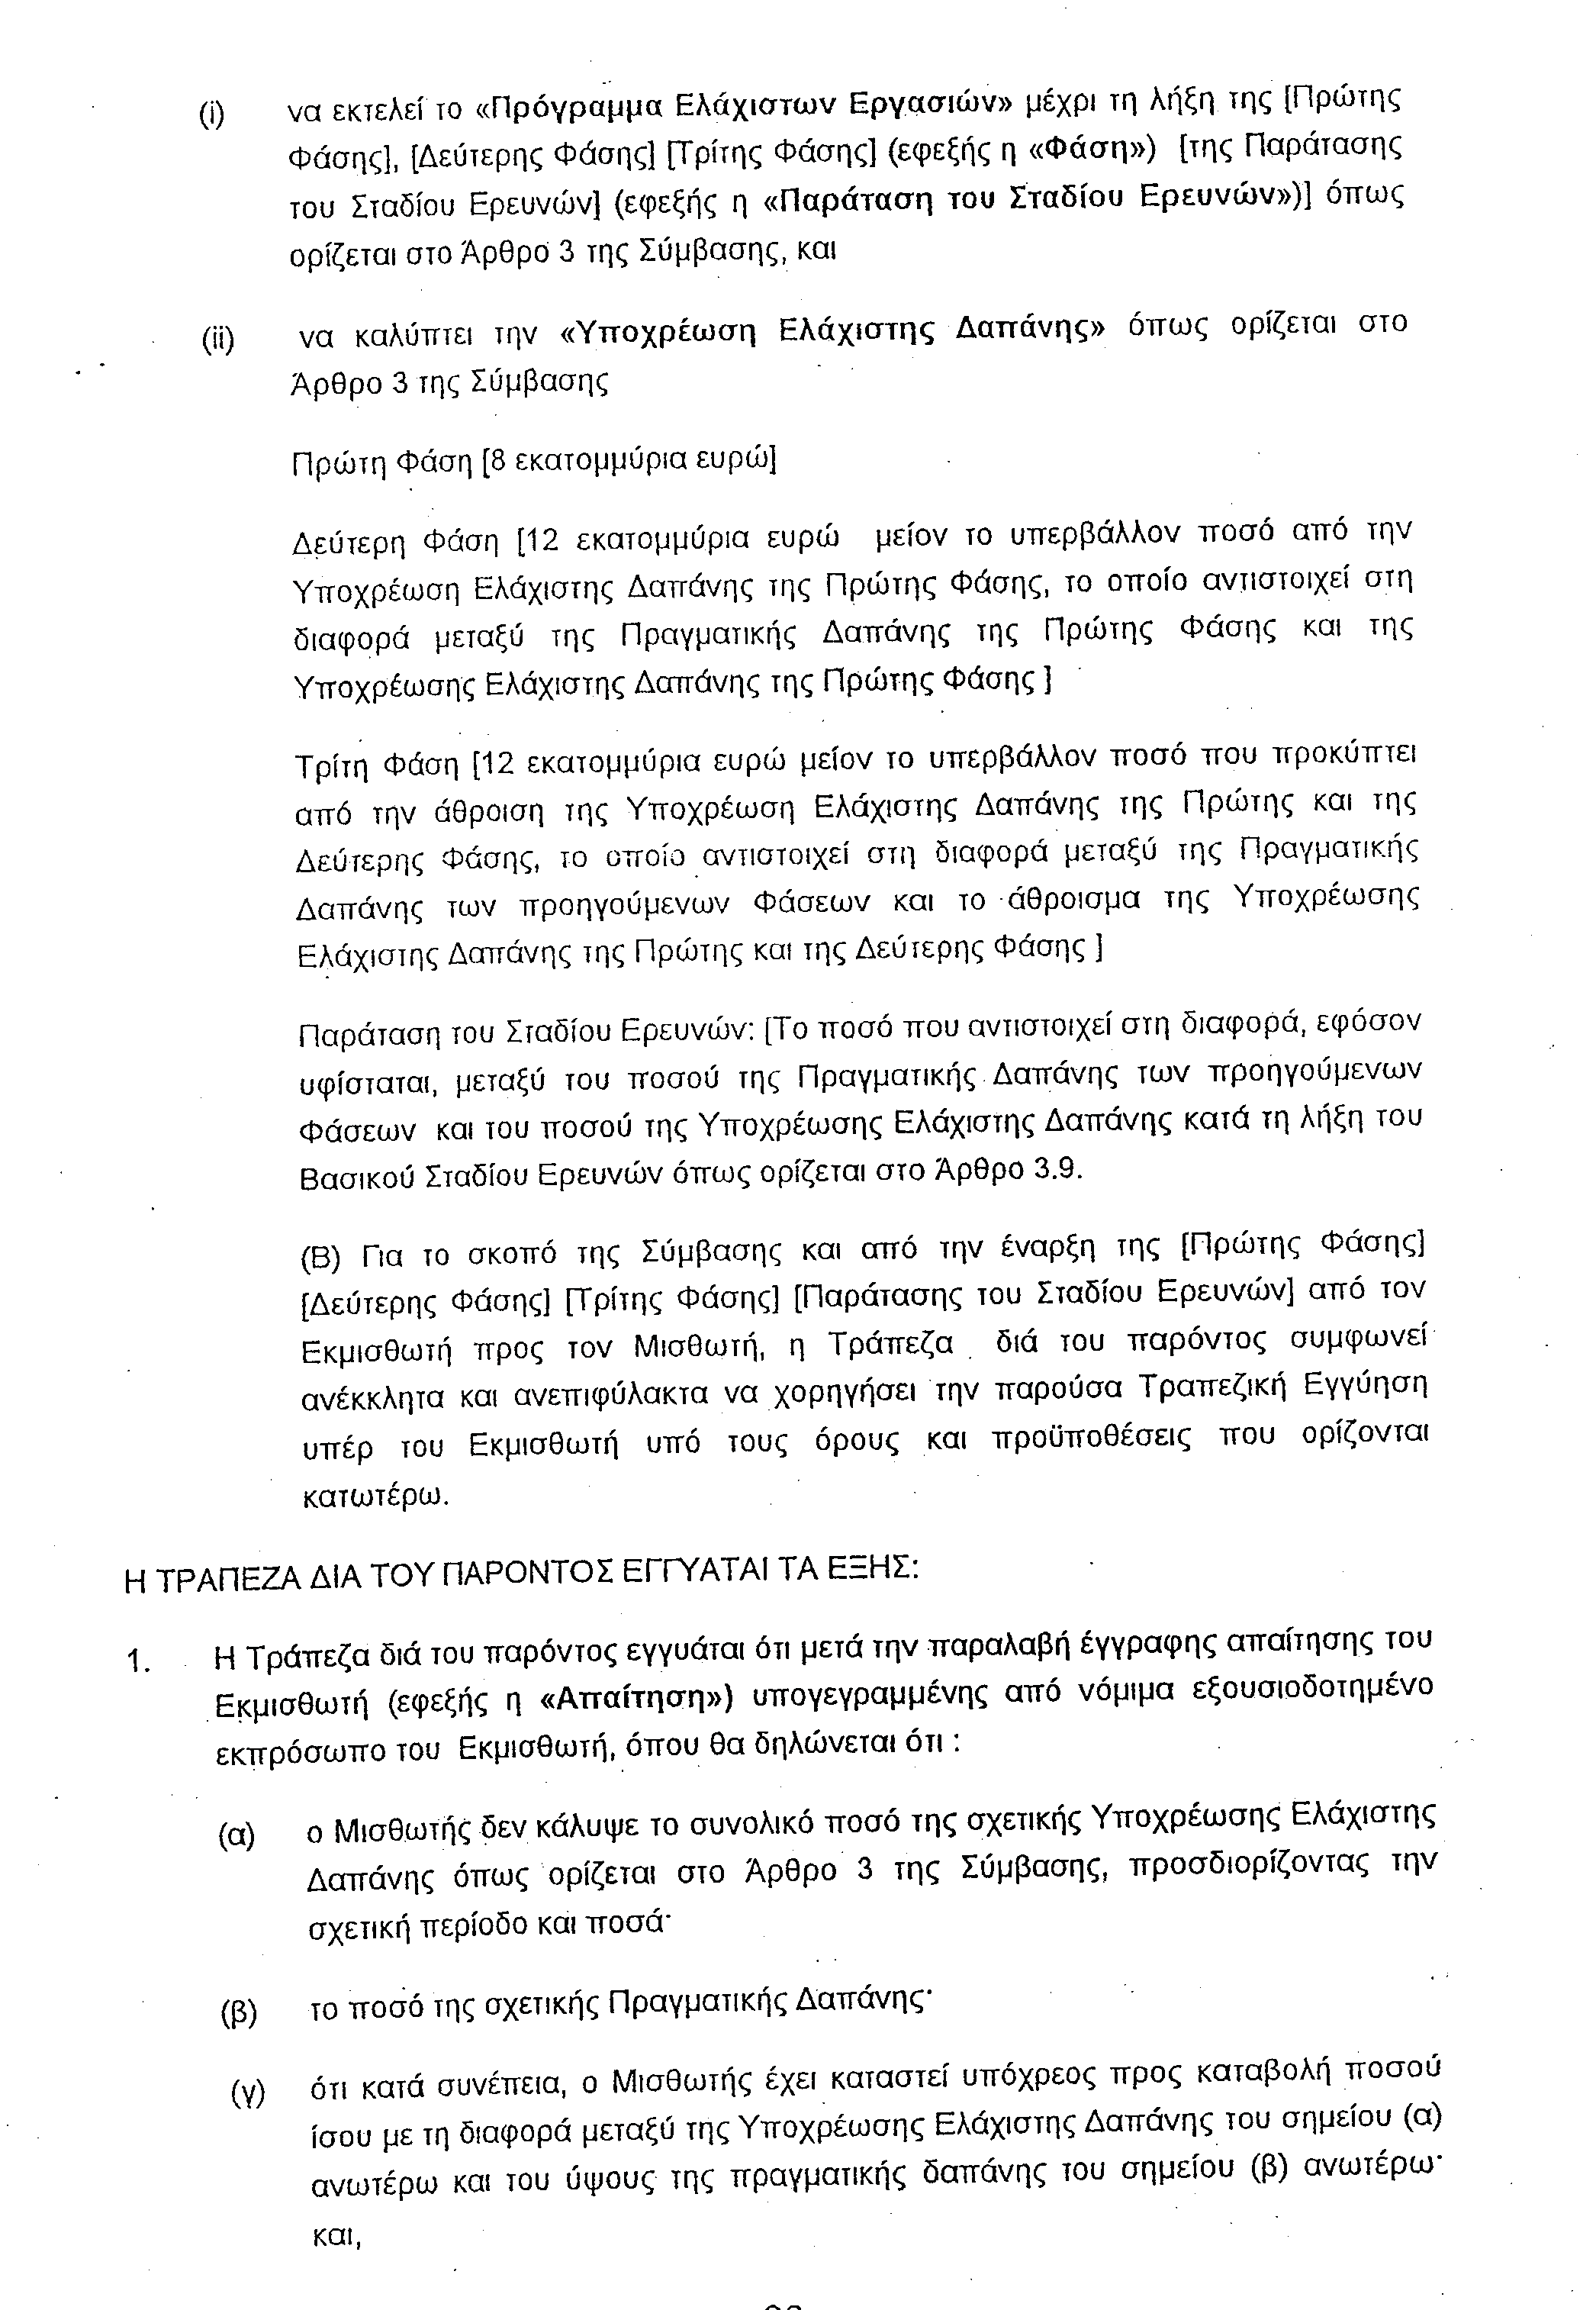 (i) να εκτελεί το «Πρόγραμμα Ελάχιστων Εργασιών» μέχρι τη λήξη της [Πρώτης
Φάσης], [Δεύτερης Φάσης] [Τρίτης Φάσης] (εφεξής η «Φάση») [της Παράτασης
του Σταδίου Ερευνών] (εφεξής η «Παράταση του Σταδίου Ερευνών»)] όπως
ορίζεται στο Άρθρο 3 της Σύμβασης, και
(ii) να καλύπτει την «Υποχρέωση Ελάχιστης Δαπάνης» όπως ορίζεται στο
Άρθρο 3 της Σύμβασης
Πρώτη Φάση [8 εκατομμύρια ευρώ]
Δεύτερη Φάση [12 εκατομμύρια ευρώ μείον το υπερβάλλον ποσό από την
Υποχρέωση Ελάχιστης Δαπάνης της Πρώτης Φάσης, το οποίο αντιστοιχεί στη
διαφορά μεταξύ της Πραγματικής Δαπάνης της Πρώτης Φάσης και της
Υποχρέωσης Ελάχιστης Δαπάνης της Πρώτης Φάσης ]
Τρίτη Φάση [12 εκατομμύρια ευρώ μείον το υπερβάλλον ποσό που προκύπτει
από την άθροιση της Υποχρέωση Ελάχιστης Δαπάνης της Πρώτης και της
Δεύτερης Φάσης, το οποίο αντιστοιχεί στη διαφορά μεταξύ της Πραγματικής
Δαπάνης των προηγούμενων Φάσεων και το άθροισμα της Υποχρέωσης
Ελάχιστης Δαπάνης της Πρώτης και της Δεύτερης Φάσης ]
Παράταση του Σταδίου Ερευνών: [Το ποσό που αντιστοιχεί στη διαφορά, εφόσον
υφίσταται, μεταξύ του ποσού της Πραγματικής Δαπάνης των προηγούμενων
Φάσεων και του ποσού της Υποχρέωσης Ελάχιστης Δαπάνης κατά τη λήξη του
Βασικού Σταδίου Ερευνών όπως ορίζεται στο Άρθρο 3.9.
(Β) Για το σκοπό της Σύμβασης και από την έναρξη της [Πρώτης Φάσης]
[Δεύτερης Φάσης] [Τρίτης Φάσης] [Παράτασης του Σταδίου Ερευνών] από τον
Εκμισθωτή προς τον Μισθωτή, η Τράπεζα διά του παρόντος συμφωνεί
ανέκκλητα και ανεπιφύλακτα να χορηγήσει την παρούσα Τραπεζική Εγγύηση
υπέρ του Εκμισθωτή υπό τους όρους και προϋποθέσεις που ορίζονται
κατωτέρω.
Η ΤΡΑΠΕΖΑ ΔΙΑ ΤΟΥ ΠΑΡΟΝΤΟΣ ΕΓΓΥΑΤΑΙ ΤΑ ΕΞΗΣ:
1. Η Τράπεζα διά του παρόντος εγγυάται ότι μετά την παραλαβή έγγραφης απαίτησης του
Εκμισθωτή (εφεξής η «Απαίτηση») υπογεγραμμένης από νόμιμα εξουσιοδοτημένο
εκπρόσωπο του Εκμισθωτή, όπου θα δηλώνεται ότι :
(α) ο Μισθωτής δεν κάλυψε το συνολικό ποσό της σχετικής Υποχρέωσης Ελάχιστης
Δαπάνης όπως ορίζεται στο Άρθρο 3 της Σύμβασης, προσδιορίζοντας την
σχετική περίοδο και ποσά·
(β) το ποσό της σχετικής Πραγματικής Δαπάνης·
(γ) ότι κατά συνέπεια, ο Μισθωτής έχει καταστεί υπόχρεος προς καταβολή ποσού
ίσου με τη διαφορά μεταξύ της Υποχρέωσης Ελάχιστης Δαπάνης του σημείου (α)
ανωτέρω και του ύψους της πραγματικής δαπάνης του σημείου (β) ανωτέρω·
και,